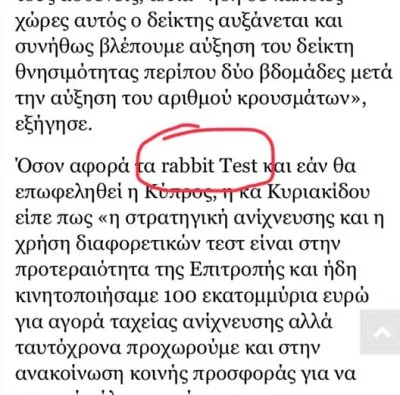 χώρες αυτός ο δείκτης αυξάνεται και
συνήθως βλέπουμε αύξηση του δείκτη
θνησιμότητας περίπου δύο βδομάδες μετά
την αύξηση του αριθμού κρουσμάτων»,
εξήγησε.
Όσον αφορά τα rabbit Test και εάν θα
επωφεληθεί η Κύπρος, η κα Κυριακίδου
είπε πως «η στρατηγική ανίχνευσης και η
χρήση διαφορετικών τεστ είναι στην
προτεραιότητα της Επιτροπής και ήδη
κινητοποιήσαμε 100 εκατομμύρια ευρώ
για αγορά ταχείας ανίχνευσης αλλά
ταυτόχρονα προχωρούμε και στην
ανακοίνωση κοινής προσφοράς για να